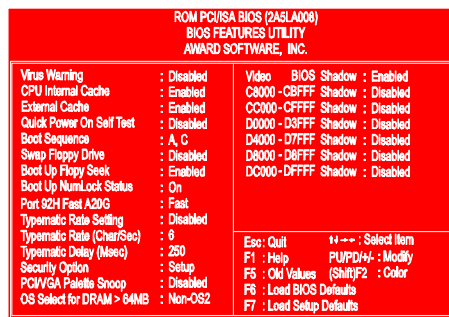 ROM PCI/ISA BIOS (2A5LA008)
BIOS FEATURES UTILITY
AWARD SOFTWARE, INC.
Virus Warning : Disabled
CPU Internal Cache : Enabled
External Cache : Enabled
Quick Power On Self Test : Disabled
Boot Sequence : A, C
Swap Floppy Drive : Disabled
Boot Up Flopy Seek : Enabled
Boot Up NumLock Status : On
Port 92H Fast A20G : Fast
Typematic Rate Setting : Disabled
Typematic Rate (Char/Sec) : 6
Typematic Delay (Msec) : 250
Security Option : Setup
PCI/VGA Palette Snoop : Disabled
OS Select for DRAM > 64MB : Non-OS2
Video BIOS Shadow : Enabled
C8000 - CBFFF Shadow : Disabled
CC000 - CFFFF Shadow : Disabled
D0000 - D3FFF Shadow : Disabled
D4000 - D7FFF Shadow : Disabled
D8000 - D8FFF Shadow : Disabled
DC000 - DFFFF Shadow : Disabled
Esc : Quit ↑↓→← : Select Item
F1 : Help PU/PD/+/- : Modify
F5 : Old Values (Shift)F2 : Color
F6 : Load BIOS Defaults
F7 : Load Setup Defaults